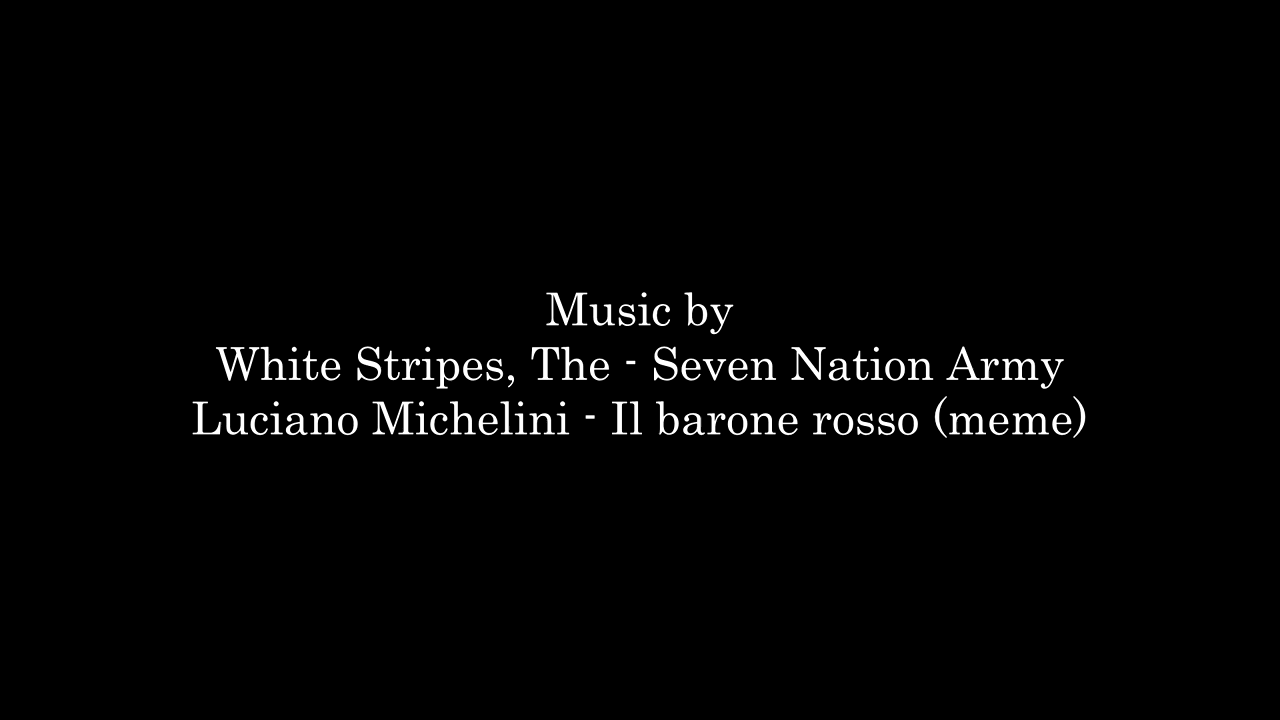 Music by
White Stripes, The - Seven Nation Army
Luciano Michelini - Il barone rosso (meme)